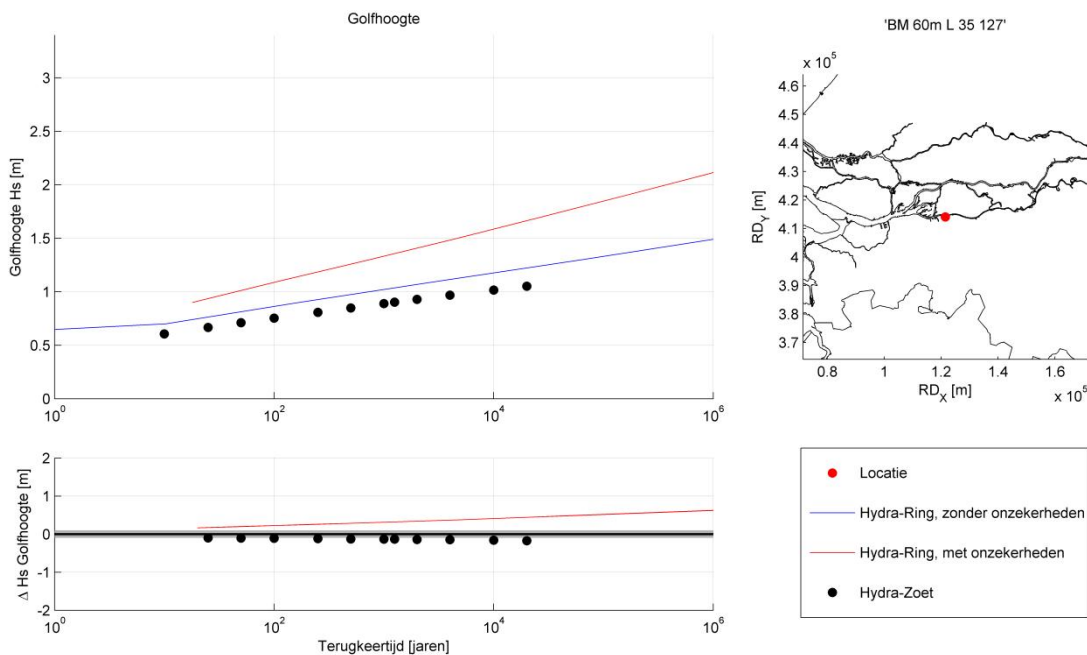 Golfhoogte
Golfhoogte Hs [m]
3
2.5
2
1.5
1
0.5
0
10^0
10^2
10^4
10^6
Δ Hs Golfhoogte [m]
2
1
0
-1
-2
10^0
10^2
10^4
10^6
Terugkeertijd [jaren]
'BM 60m L 35 127'
x 10^5
RD_Y [m]
4.6
4.5
4.4
4.3
4.2
4.1
4
3.9
3.8
3.7
0.8
1
1.2
1.4
1.6
RD_X [m]
x 10^5
Locatie
Hydra-Ring, zonder onzekerheden
Hydra-Ring, met onzekerheden
Hydra-Zoet